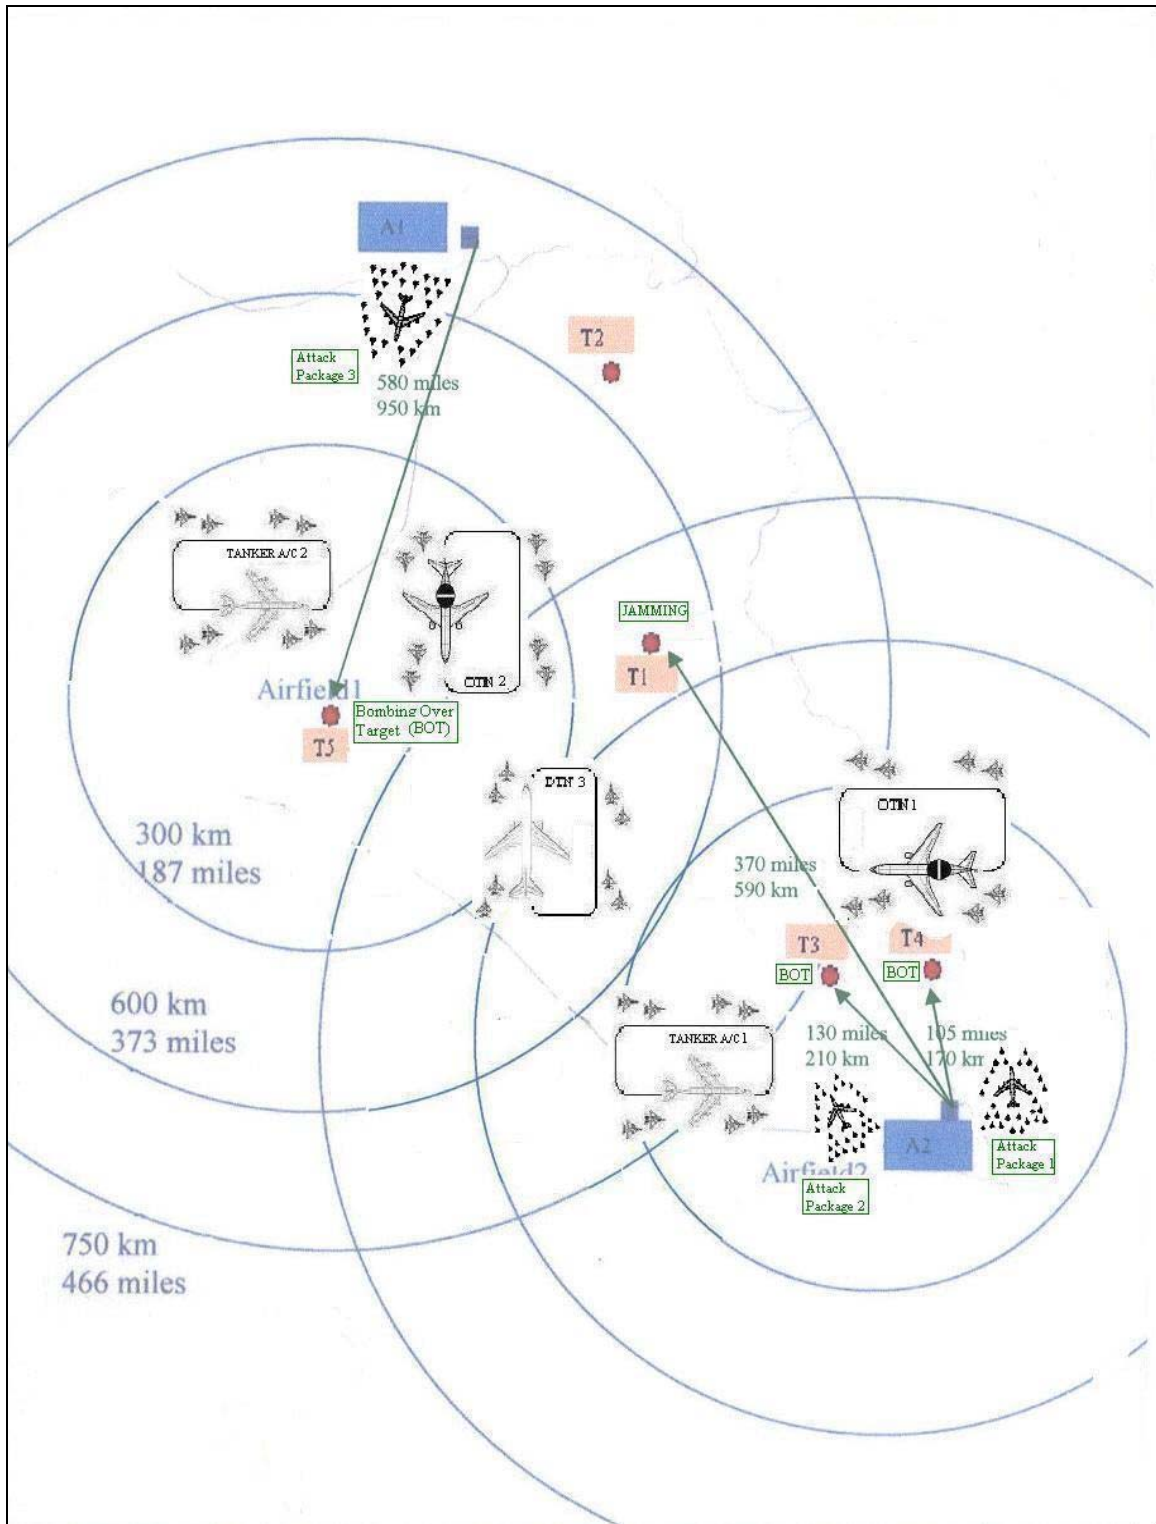 A1
T2
Attack
Package 3
580 miles
950 km
TANKER A/C 2
JAMMING
T1
OTIN 2
Airfield1
Bombing Over
Target (BOT)
T5
DTN 3
OTIN 1
300 km
187 miles
370 miles
590 km
T3
T4
BOT
BOT
600 km
373 miles
TANKER A/C 1
130 miles
210 km
105 miles
170 km
A2
Attack
Package 1
Airfield2
Attack
Package 2
750 km
466 miles